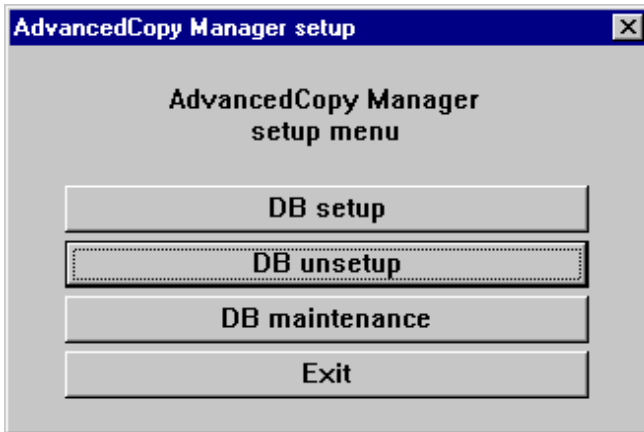 AdvancedCopy Manager setup
AdvancedCopy Manager
setup menu
DB setup
DB unsetup
DB maintenance
Exit